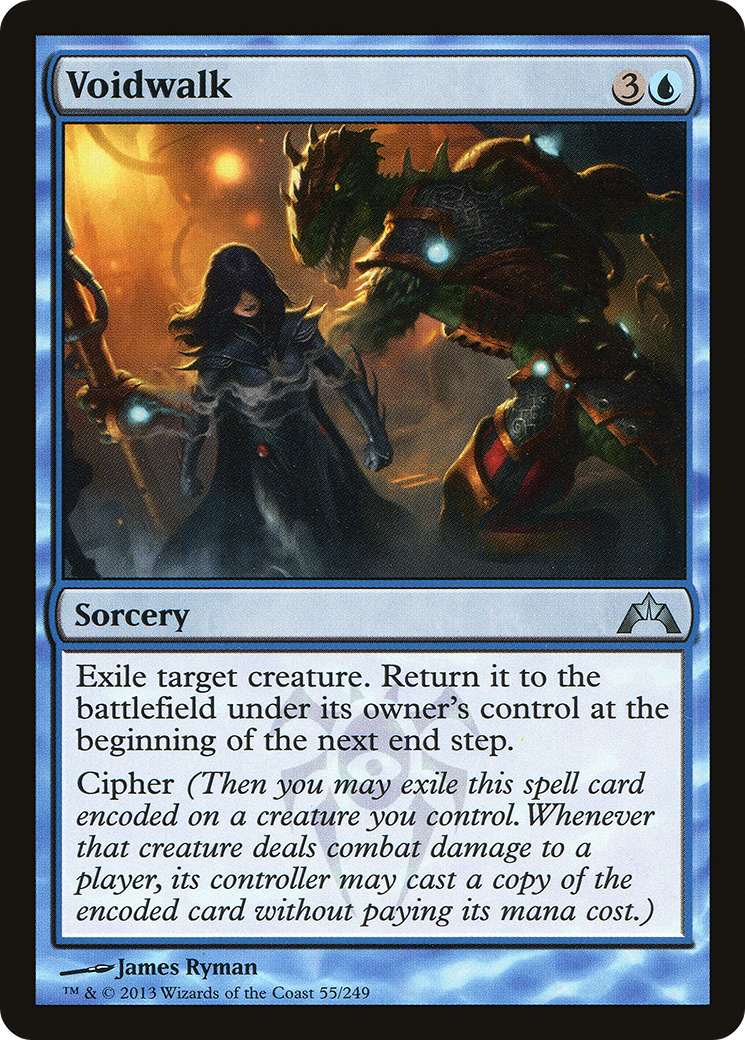 Voidwalk 3
Sorcery
Exile target creature. Return it to the
battlefield under its owner's control at the
beginning of the next end step.
Cipher (Then you may exile this spell card
encoded on a creature you control. Whenever
that creature deals combat damage to a
player, its controller may cast a copy of the
encoded card without paying its mana cost.)
James Ryman
™ & © 2013 Wizards of the Coast 55/249